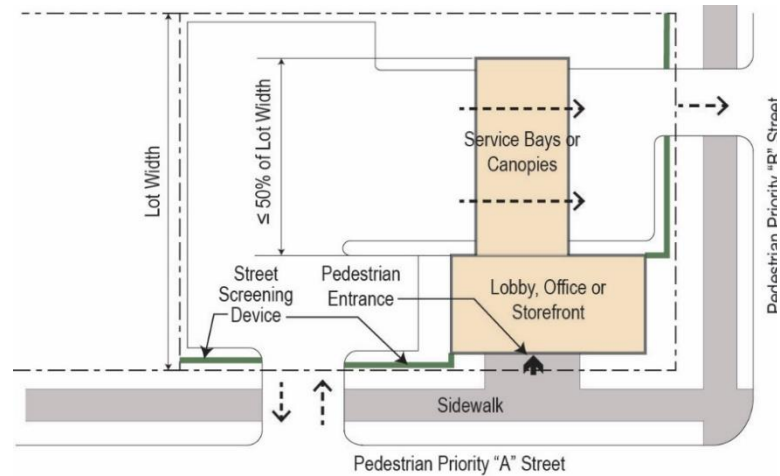 Lot Width
≤ 50% of Lot Width
Service Bays or
Canopies
Pedestrian Priority "B" Street
Street
Screening
Device
Pedestrian
Entrance
Lobby, Office or
Storefront
Sidewalk
Pedestrian Priority "A" Street